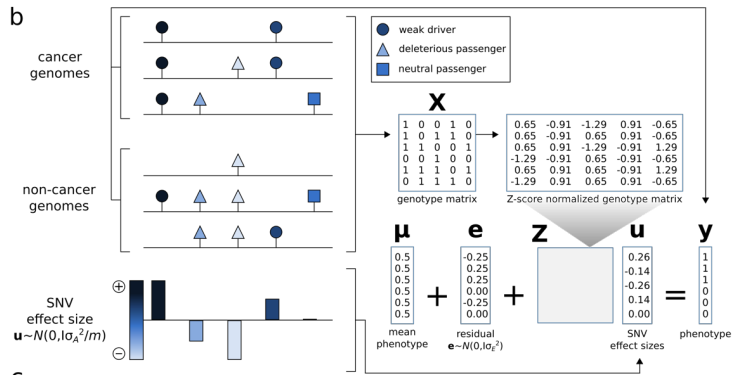 b
cancer
genomes
non-cancer
genomes
weak driver
deleterious passenger
neutral passenger
X
1 0 0 1 0
1 0 1 1 0
1 1 0 0 1
0 0 1 0 0
1 1 1 0 1
0 1 1 1 0
genotype matrix
0.65 -0.91 -1.29 0.91 -0.65
0.65 -0.91 0.65 0.91 -0.65
0.65 0.91 -1.29 -0.91 1.29
-1.29 -0.91 0.65 -0.91 -0.65
0.65 0.91 0.65 -0.91 1.29
-1.29 0.91 0.65 0.91 -0.65
Z-score normalized genotype matrix
μ + e + Z u = y
0.5
0.5
0.5
0.5
0.5
0.5
mean
phenotype
-0.25
0.25
0.25
0.00
-0.25
0.00
residual
e~N(0,Iσ_E²)
0.26
-0.14
-0.26
0.14
0.00
SNV
effect sizes
1
1
1
0
0
0
phenotype
SNV
effect size
u~N(0,Iσ_A²/m)
+
−